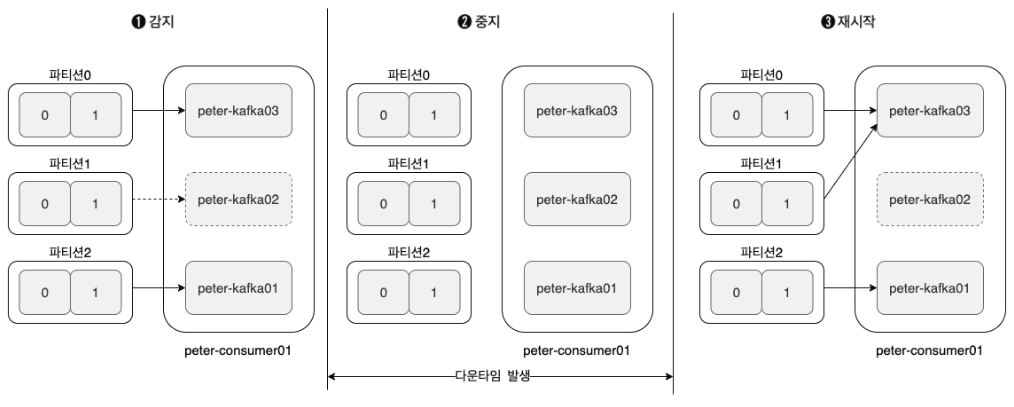 ❶ 감지
파티션0
0 1
peter-kafka03
파티션1
0 1
peter-kafka02
파티션2
0 1
peter-kafka01
peter-consumer01
❷ 중지
파티션0
0 1
peter-kafka03
파티션1
0 1
peter-kafka02
파티션2
0 1
peter-kafka01
peter-consumer01
다운타임 발생
❸ 재시작
파티션0
0 1
peter-kafka03
파티션1
0 1
peter-kafka02
파티션2
0 1
peter-kafka01
peter-consumer01